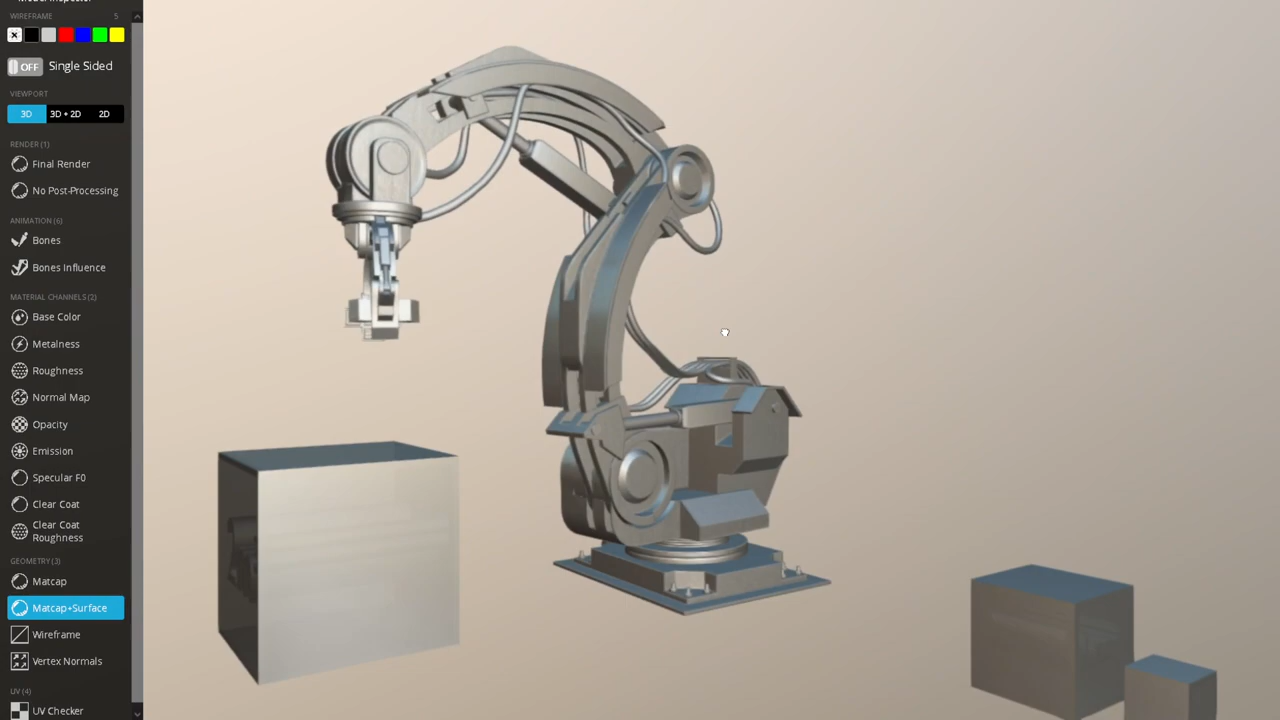 WIREFRAME 5
OFF Single Sided
VIEWPORT
3D 3D + 2D 2D
RENDER (1)
Final Render
No Post-Processing
ANIMATION (6)
Bones
Bones Influence
MATERIAL CHANNELS (2)
Base Color
Metalness
Roughness
Normal Map
Opacity
Emission
Specular F0
Clear Coat
Clear Coat
Roughness
GEOMETRY (3)
Matcap
Matcap+Surface
Wireframe
Vertex Normals
UV (4)
UV Checker